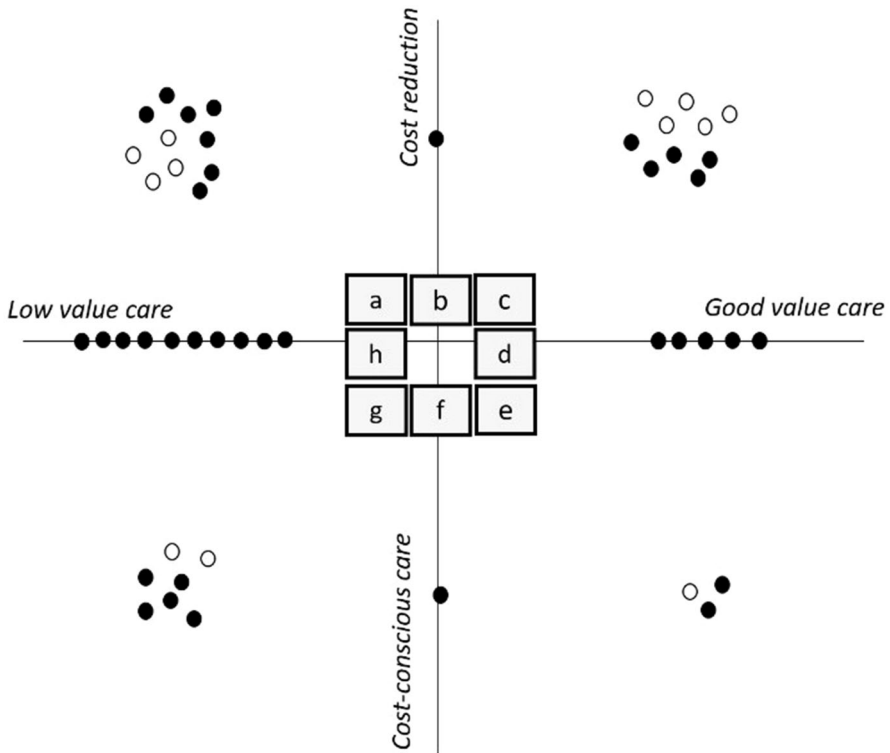 Cost reduction
Low value care
Good value care
a
b
c
h
d
g
f
e
Cost-conscious care